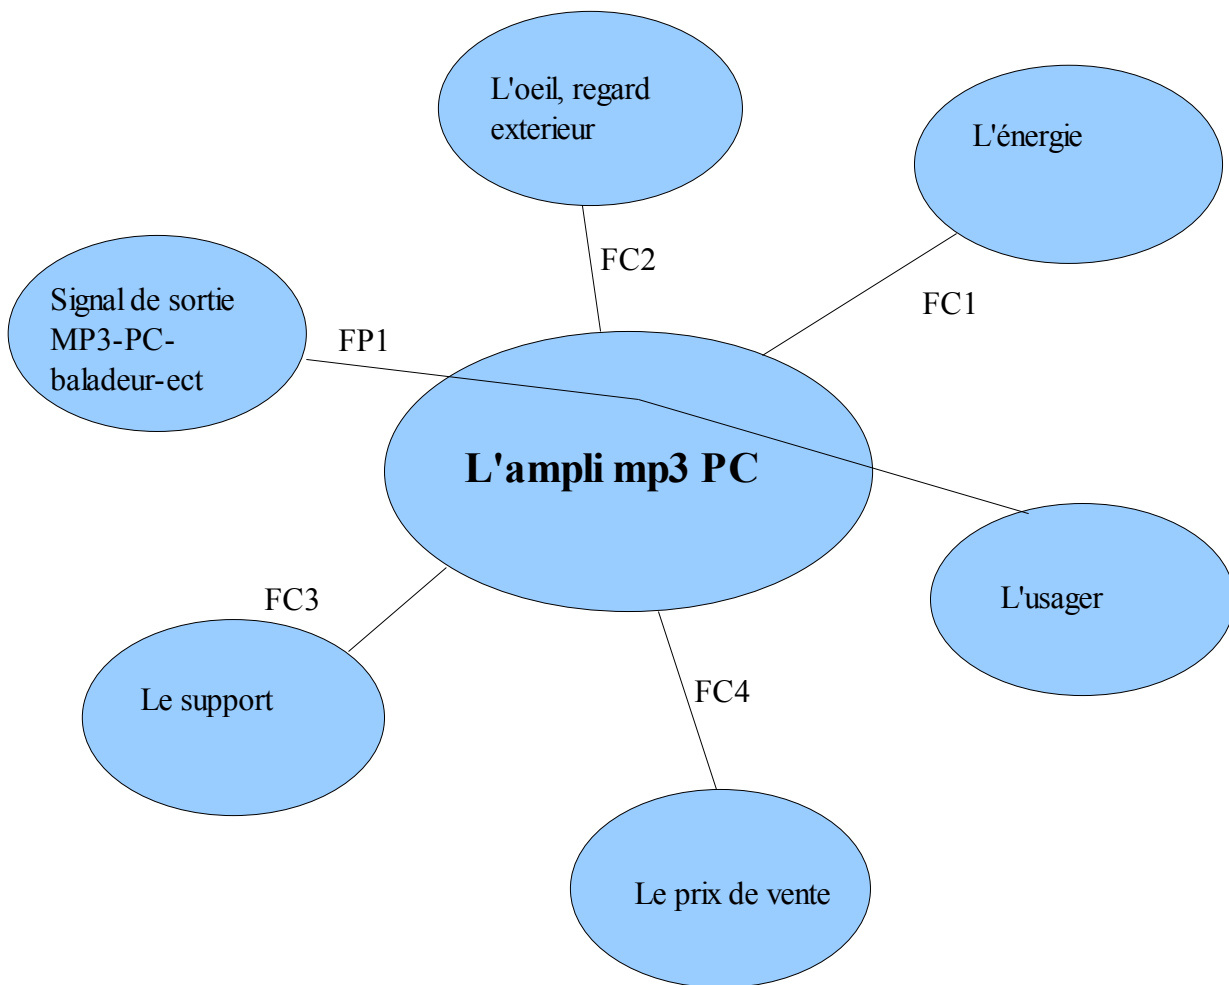 L'oeil, regard
exterieur
L'énergie
FC2
FC1
Signal de sortie
MP3-PC-
baladeur-ect
FP1
L'ampli mp3 PC
L'usager
FC3
Le support
FC4
Le prix de vente